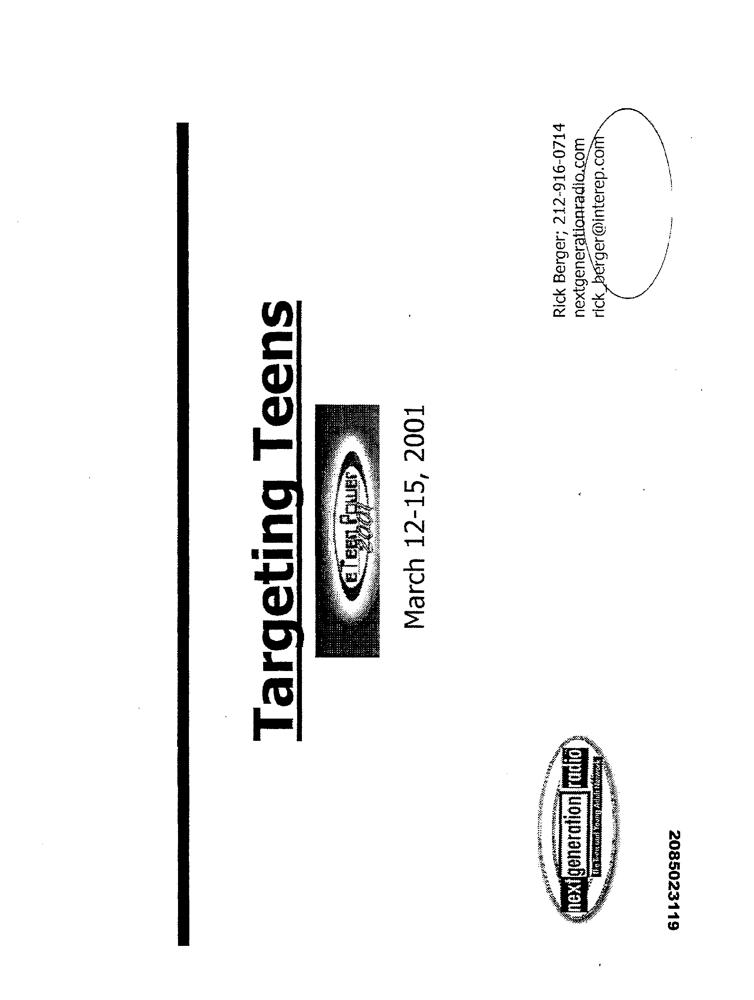 Targeting Teens
eTeen Power
2001
March 12-15, 2001
Rick Berger; 212-916-0714
nextgenerationradio.com
rick_berger@interep.com
next generation radio
The Teen and Young Adult Network
2085023119